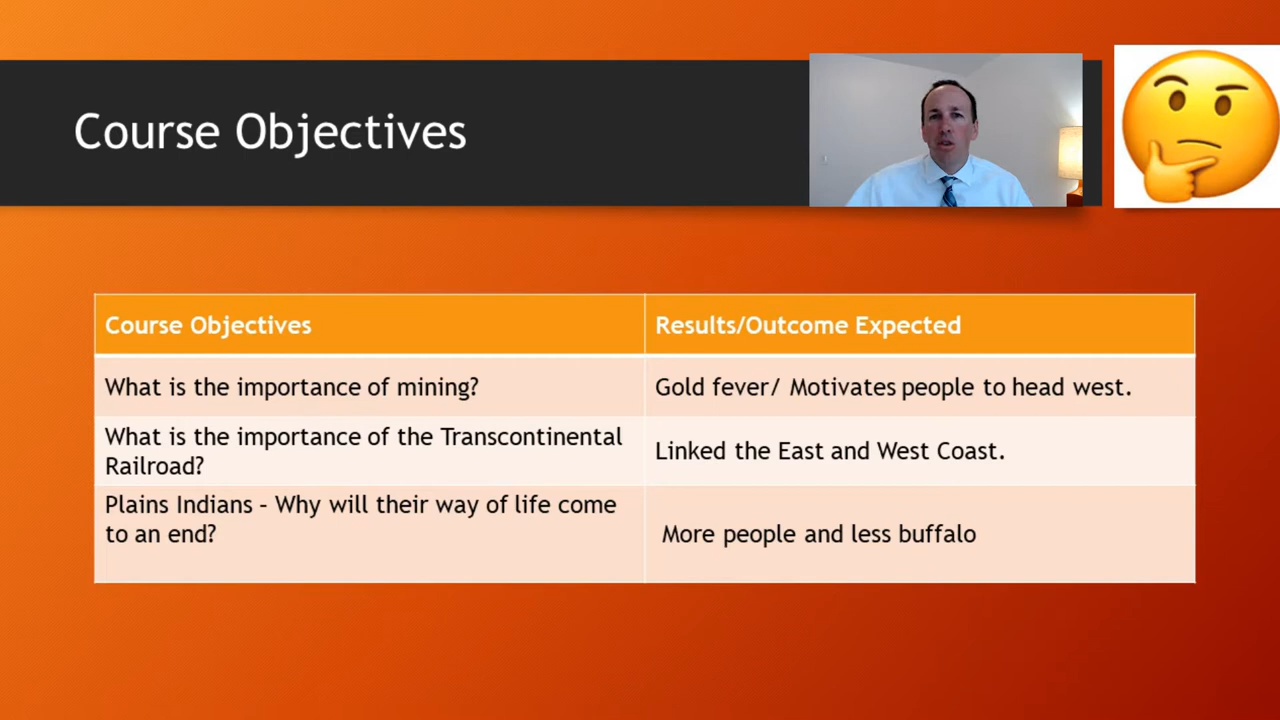 Course Objectives
Course Objectives
Results/Outcome Expected
What is the importance of mining?
Gold fever/ Motivates people to head west.
What is the importance of the Transcontinental
Railroad?
Linked the East and West Coast.
Plains Indians – Why will their way of life come
to an end?
More people and less buffalo